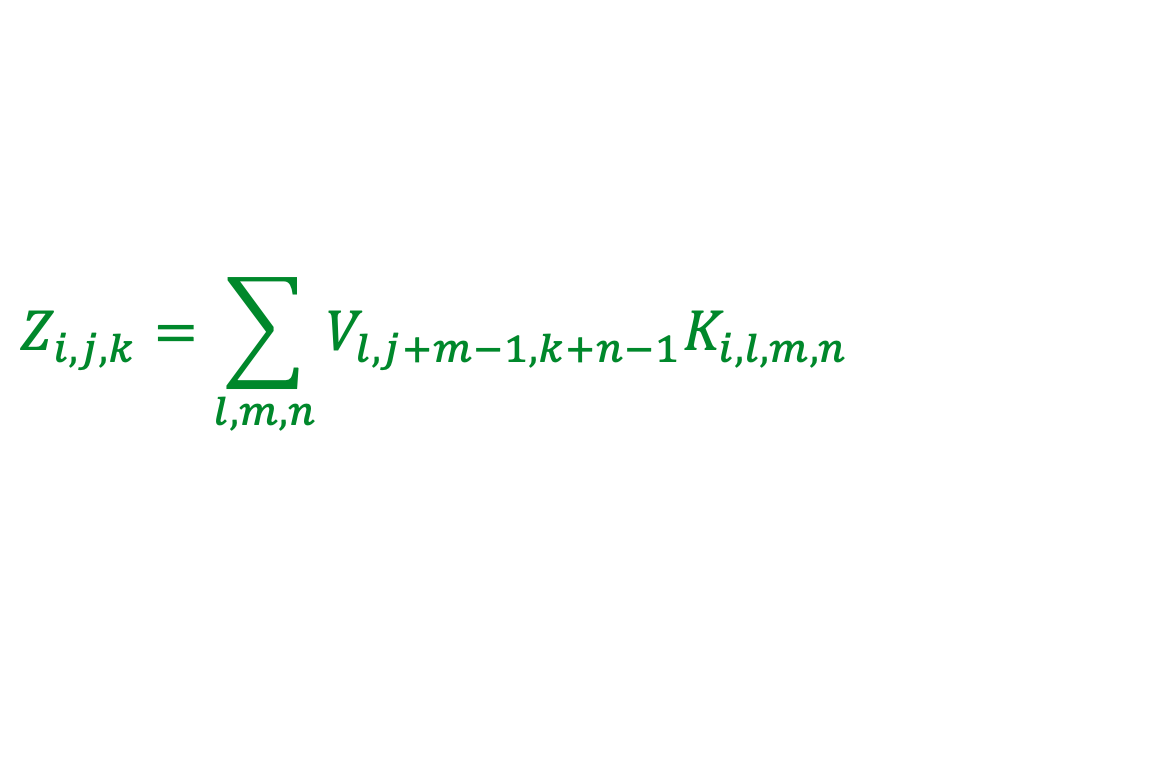 $Z_{i,j,k} = \sum_{l,m,n} V_{l,j+m-1,k+n-1} K_{i,l,m,n}$